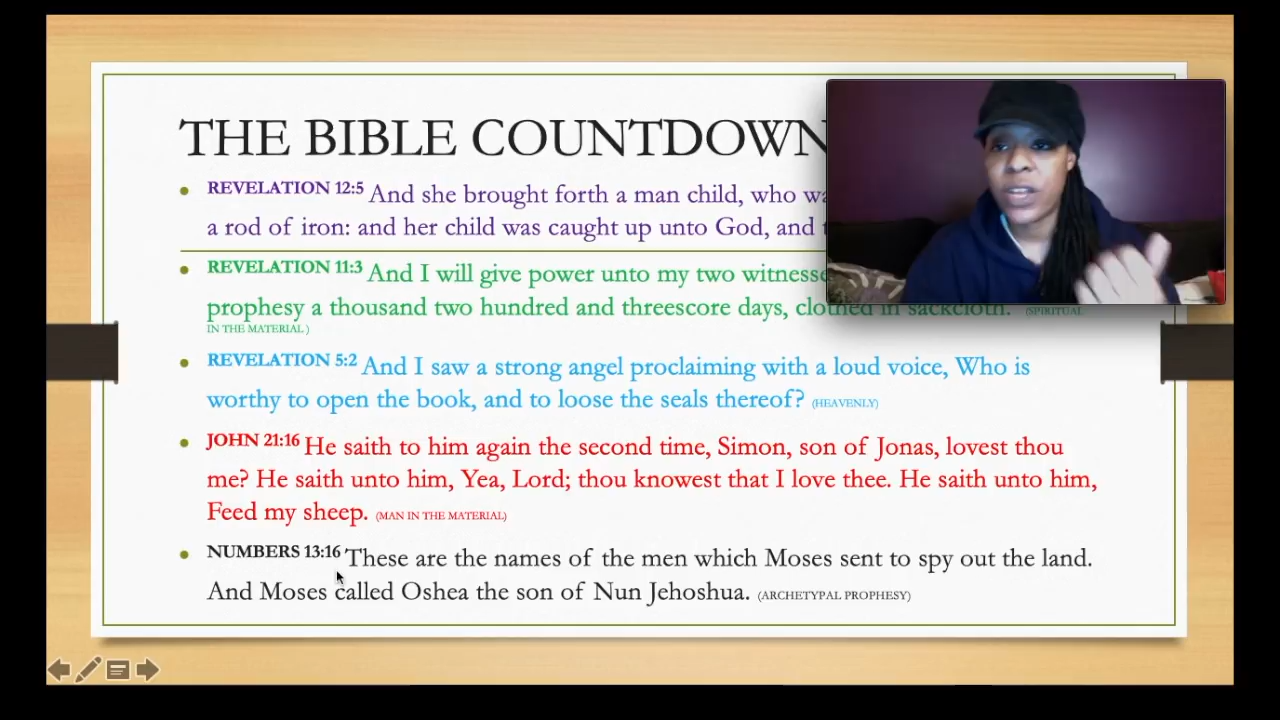 THE BIBLE COUNTDOWN
REVELATION 12:5 And she brought forth a man child, who
a rod of iron: and her child was caught up unto God, and
REVELATION 11:3 And I will give power unto my two
prophesy a thousand two hundred and threescore days, clothed in sackcloth. (SPIRITUAL
IN THE MATERIAL )
REVELATION 5:2 And I saw a strong angel proclaiming with a loud voice, Who is
worthy to open the book, and to loose the seals thereof? (HEAVENLY)
JOHN 21:16 He saith to him again the second time, Simon, son of Jonas, lovest thou
me? He saith unto him, Yea, Lord; thou knowest that I love thee. He saith unto him,
Feed my sheep. (MAN IN THE MATERIAL)
NUMBERS 13:16 These are the names of the men which Moses sent to spy out the land.
And Moses called Oshea the son of Nun Jehoshua. (ARCHETYPAL PROPHESY)